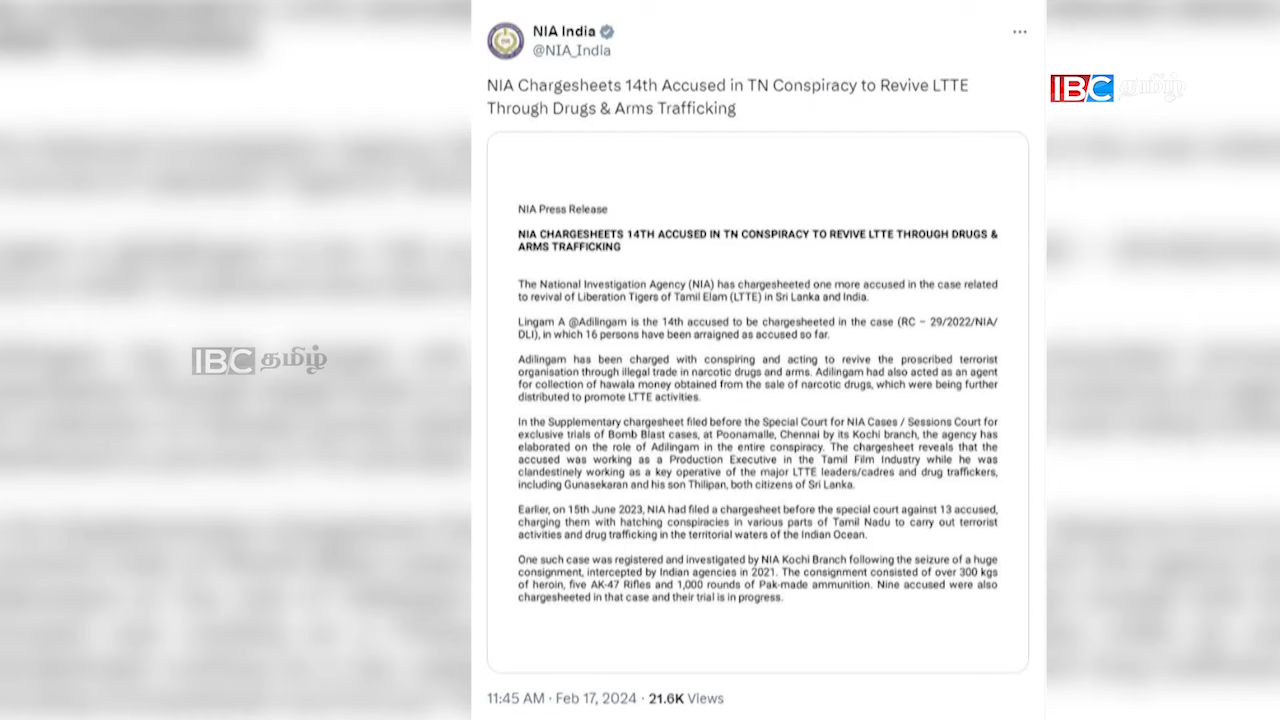 NIA India
@NIA_India
NIA Chargesheets 14th Accused in TN Conspiracy to Revive LTTE
Through Drugs & Arms Trafficking
IBC தமிழ்
NIA Press Release
NIA CHARGESHEETS 14TH ACCUSED IN TN CONSPIRACY TO REVIVE LTTE THROUGH DRUGS &
ARMS TRAFFICKING
The National Investigation Agency (NIA) has chargesheeted one more accused in the case related
to revival of Liberation Tigers of Tamil Elam (LTTE) in Sri Lanka and India.
Lingam A @Adilingam is the 14th accused to be chargesheeted in the case (RC – 29/2022/NIA/
DLI), in which 16 persons have been arraigned as accused so far.
IBC தமிழ்
Adilingam has been charged with conspiring and acting to revive the proscribed terrorist
organisation through illegal trade in narcotic drugs and arms. Adilingam had also acted as an agent
for collection of hawala money obtained from the sale of narcotic drugs, which were being further
distributed to promote LTTE activities.
In the Supplementary chargesheet filed before the Special Court for NIA Cases / Sessions Court for
exclusive trials of Bomb Blast cases, at Poonamalle, Chennai by its Kochi branch, the agency has
elaborated on the role of Adilingam in the entire conspiracy. The chargesheet reveals that the
accused was working as a Production Executive in the Tamil Film Industry while he was
clandestinely working as a key operative of the major LTTE leaders/cadres and drug traffickers,
including Gunasekaran and his son Thilipan, both citizens of Sri Lanka.
Earlier, on 15th June 2023, NIA had filed a chargesheet before the special court against 13 accused,
charging them with hatching conspiracies in various parts of Tamil Nadu to carry out terrorist
activities and drug trafficking in the territorial waters of the Indian Ocean.
One such case was registered and investigated by NIA Kochi Branch following the seizure of a huge
consignment, intercepted by Indian agencies in 2021. The consignment consisted of over 300 kgs
of heroin, five AK-47 Rifles and 1,000 rounds of Pak-made ammunition. Nine accused were also
chargesheeted in that case and their trial is in progress.
11:45 AM · Feb 17, 2024 · 21.6K Views